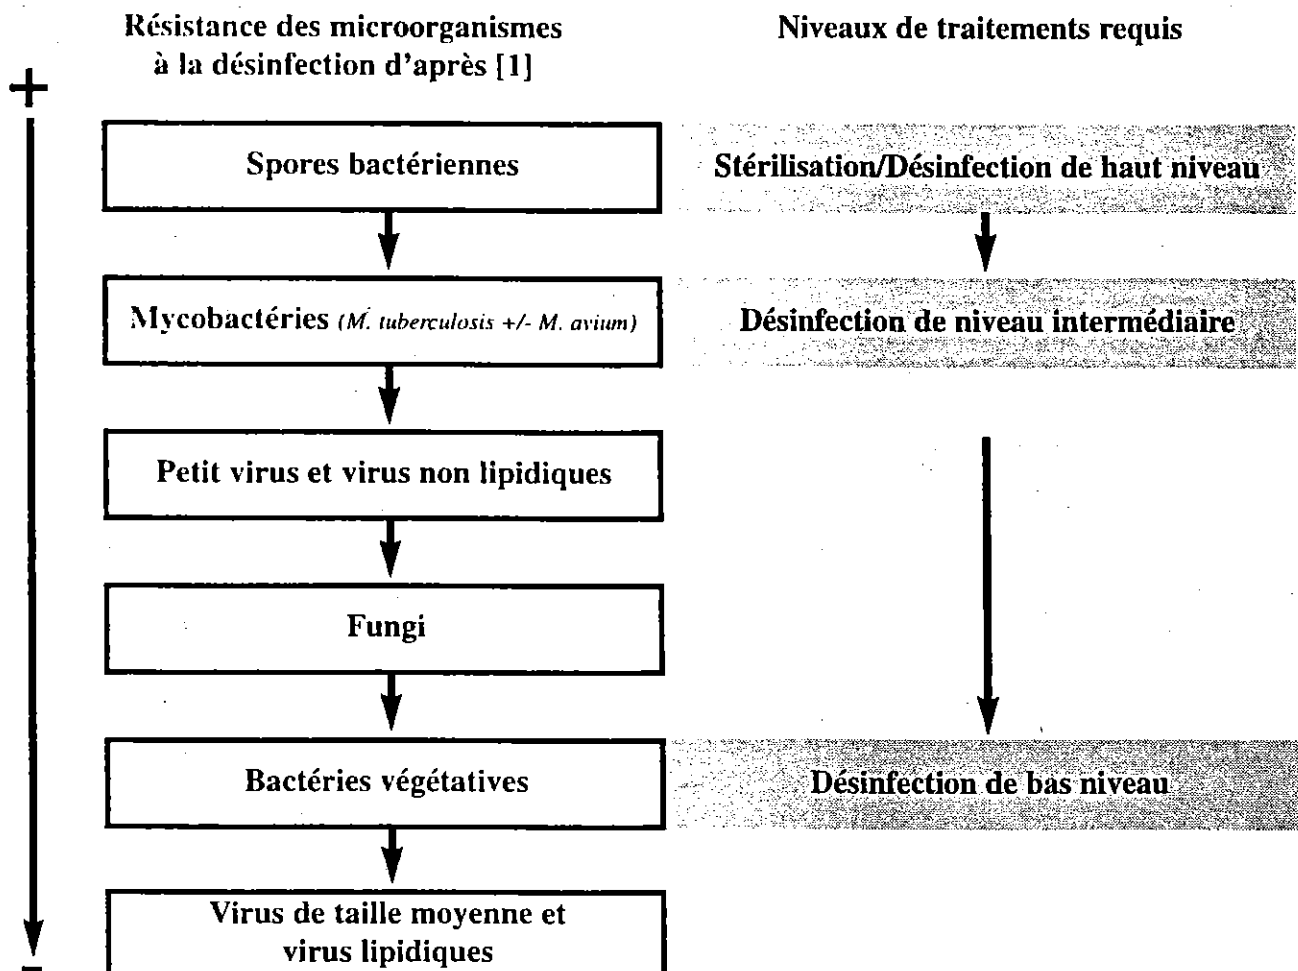 Résistance des microorganismes
à la désinfection d'après [1]
Niveaux de traitements requis
+
Spores bactériennes
Stérilisation/Désinfection de haut niveau
Mycobactéries (M. tuberculosis +/- M. avium)
Désinfection de niveau intermédiaire
Petit virus et virus non lipidiques
Fungi
Bactéries végétatives
Désinfection de bas niveau
Virus de taille moyenne et
virus lipidiques
-